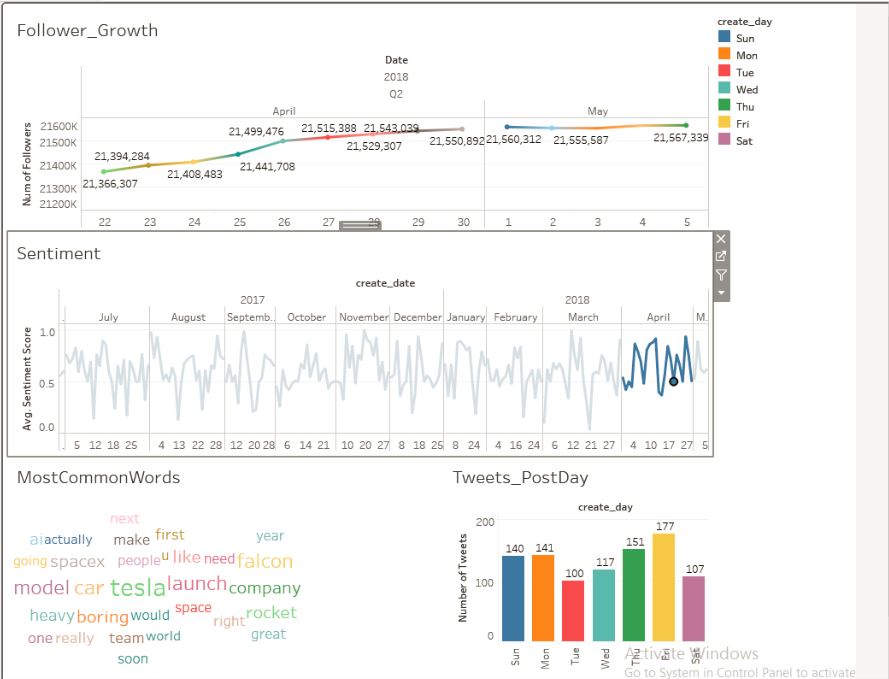 Follower_Growth
Date
2018
Q2
April
May
Num of Followers
21600K
21500K
21400K
21300K
21200K
21,366,307
21,394,284
21,408,483
21,441,708
21,499,476
21,515,388
21,529,307
21,543,039
21,550,892
21,560,312
21,555,587
21,567,339
22 23 24 25 26 27 28 29 30 1 2 3 4 5
create_day
Sun
Mon
Tue
Wed
Thu
Fri
Sat
Sentiment
create_date
2017 2018
July August Septemb.. October November December January February March April M.
Avg. Sentiment Score
1.0
0.5
0.0
5 12 18 25 4 13 22 28 12 20 28 6 14 21 10 20 27 8 18 25 8 24 4 16 24 6 12 21 27 4 10 17 27 5
MostCommonWords
next
ai actually make first year
going spacex people u like need falcon
model car tesla launch company
heavy boring would space right rocket
one really team world great
soon
Tweets_PostDay
create_day
Number of Tweets
200
100
0
140 141 100 117 151 177 107
Sun Mon Tue Wed Thu Fri Sat
Activate Windows
Go to System in Control Panel to activate